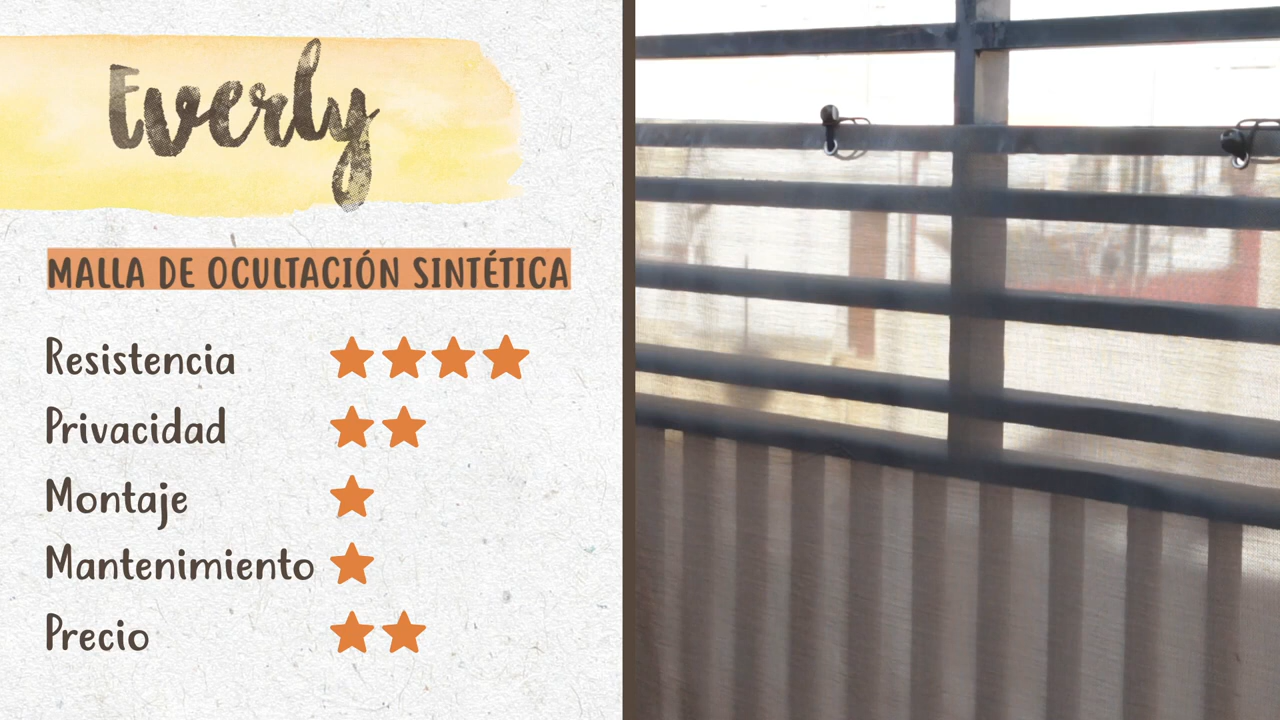 Everly
MALLA DE OCULTACIÓN SINTÉTICA
Resistencia
Privacidad
Montaje
Mantenimiento
Precio